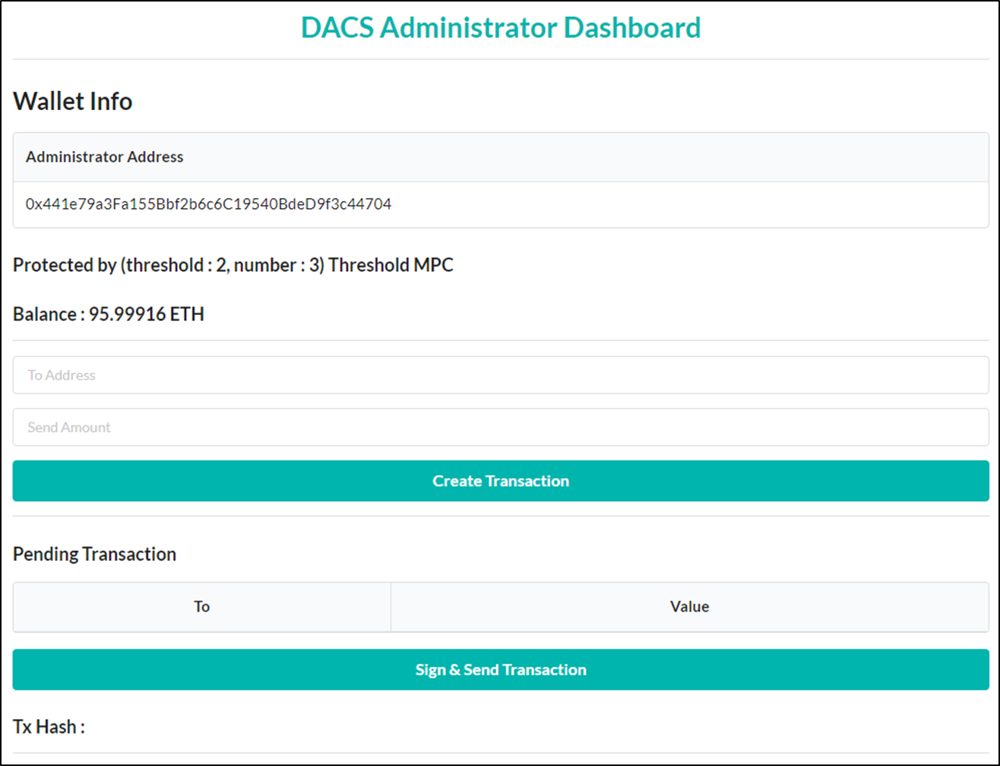 DACS Administrator Dashboard
Wallet Info
Administrator Address
0x441e79a3Fa155Bbf2b6c6C19540BdeD9f3c44704
Protected by (threshold : 2, number : 3) Threshold MPC
Balance : 95.99916 ETH
To Address
Send Amount
Create Transaction
Pending Transaction
To Value
Sign & Send Transaction
Tx Hash :